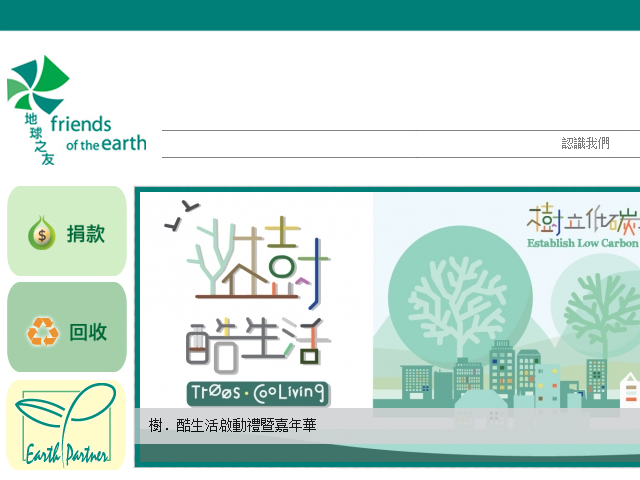 地球之友
friends
of the earth
認識我們
捐款
回收
Earth Partner
樹
酷生活
Trees · CooLiving
樹立低碳
Establish Low Carbon
樹．酷生活啟動禮暨嘉年華